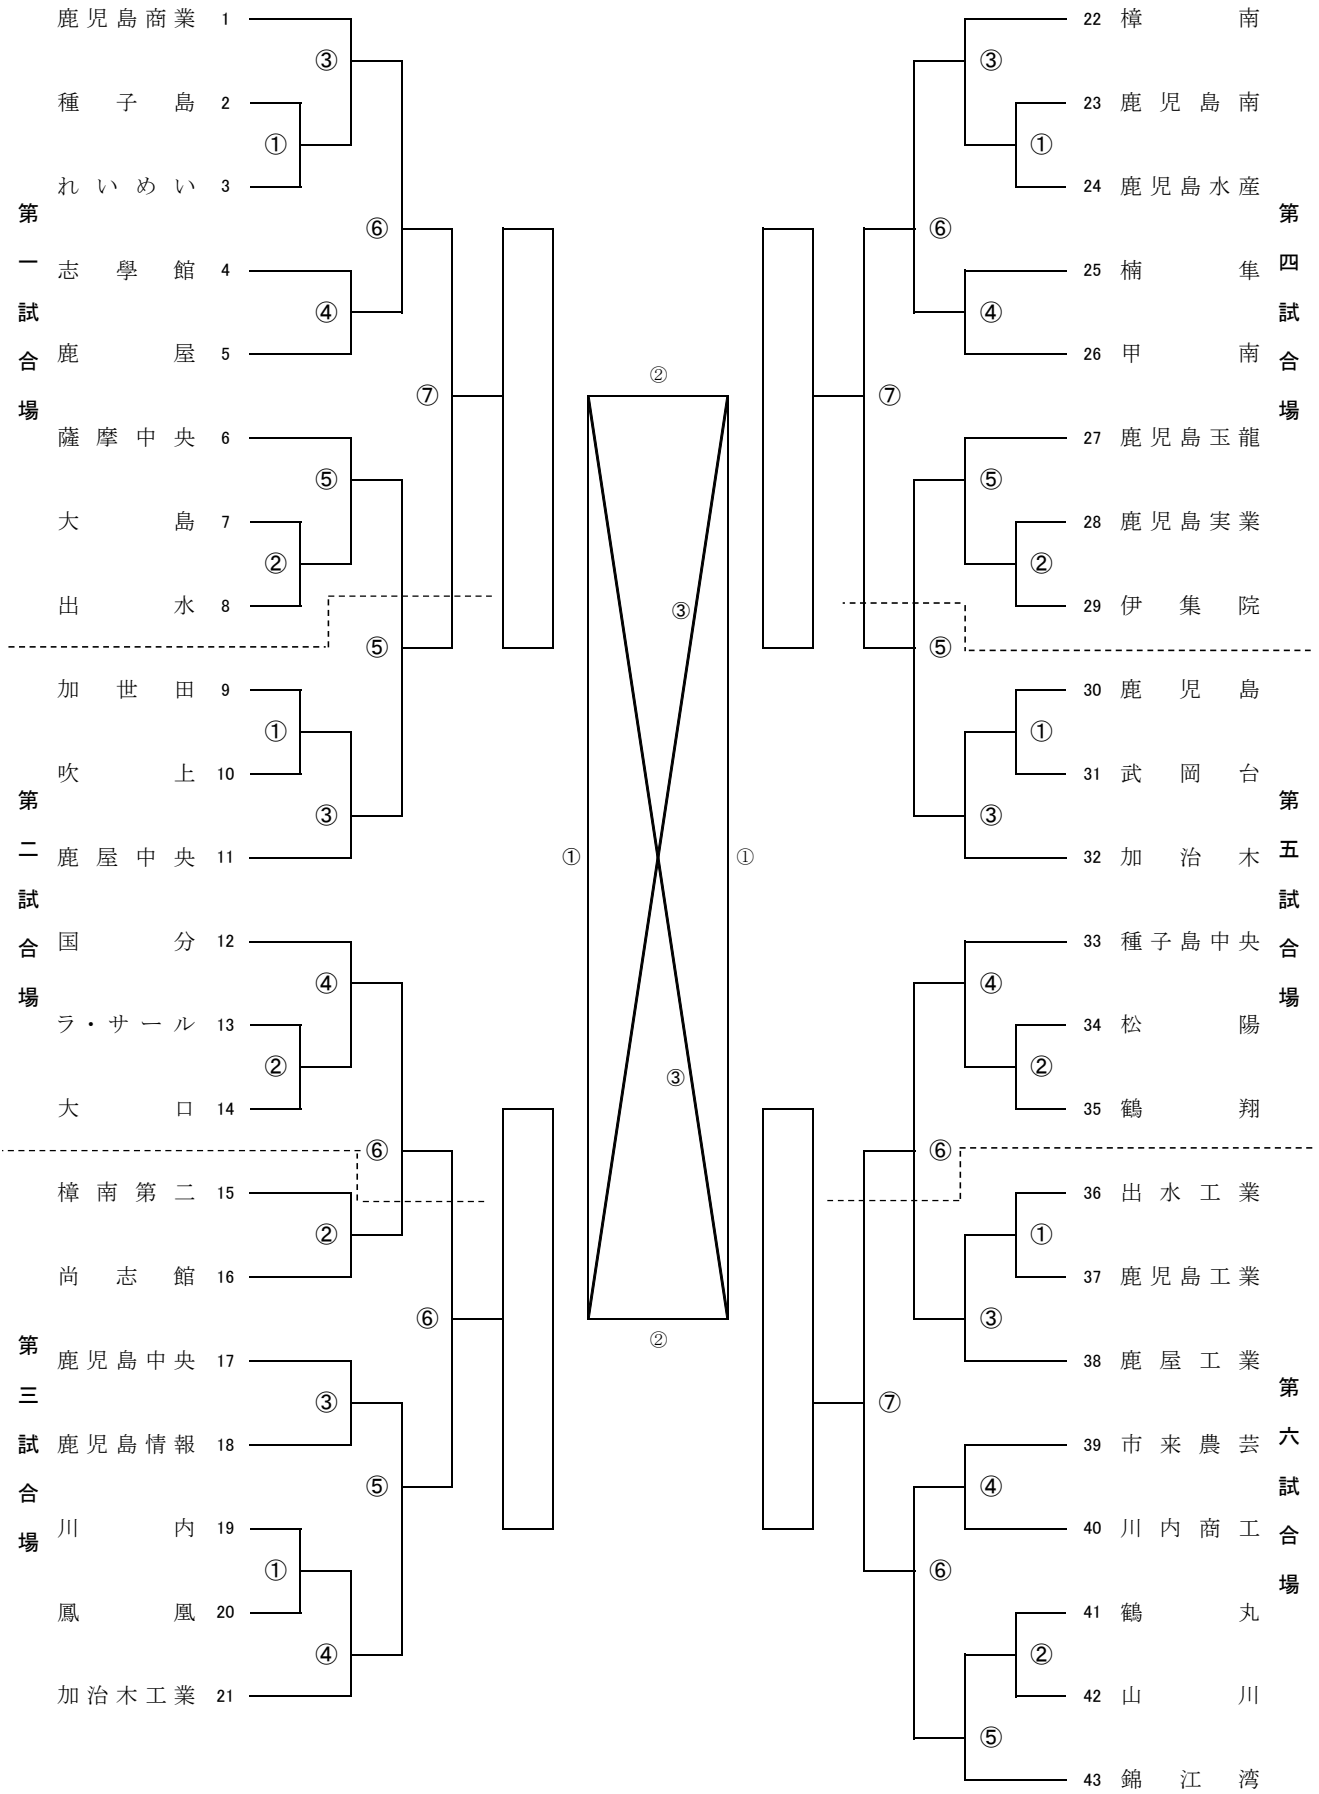 第一試合場
鹿児島商業 1
種子島 2
れいめい 3
志學館 4
鹿屋 5
薩摩中央 6
大島 7
出水 8
③
①
⑥
④
⑦
⑤
②
⑤
第二試合場
加世田 9
吹上 10
鹿屋中央 11
国分 12
ラ・サール 13
大口 14
①
③
④
②
⑥
第三試合場
樟南第二 15
尚志館 16
鹿児島中央 17
鹿児島情報 18
川内 19
鳳凰 20
加治木工業 21
②
⑥
③
⑤
①
④
②
③
①
①
③
②
第四試合場
22 樟南
23 鹿児島南
24 鹿児島水産
25 楠隼
26 甲南
27 鹿児島玉龍
28 鹿児島実業
29 伊集院
③
①
⑥
④
⑦
⑤
②
⑤
第五試合場
30 鹿児島
31 武岡台
32 加治木
33 種子島中央
34 松陽
35 鶴翔
①
③
④
②
⑥
第六試合場
36 出水工業
37 鹿児島工業
38 鹿屋工業
39 市来農芸
40 川内商工
41 鶴丸
42 山川
43 錦江湾
①
③
⑦
④
⑥
②
⑤